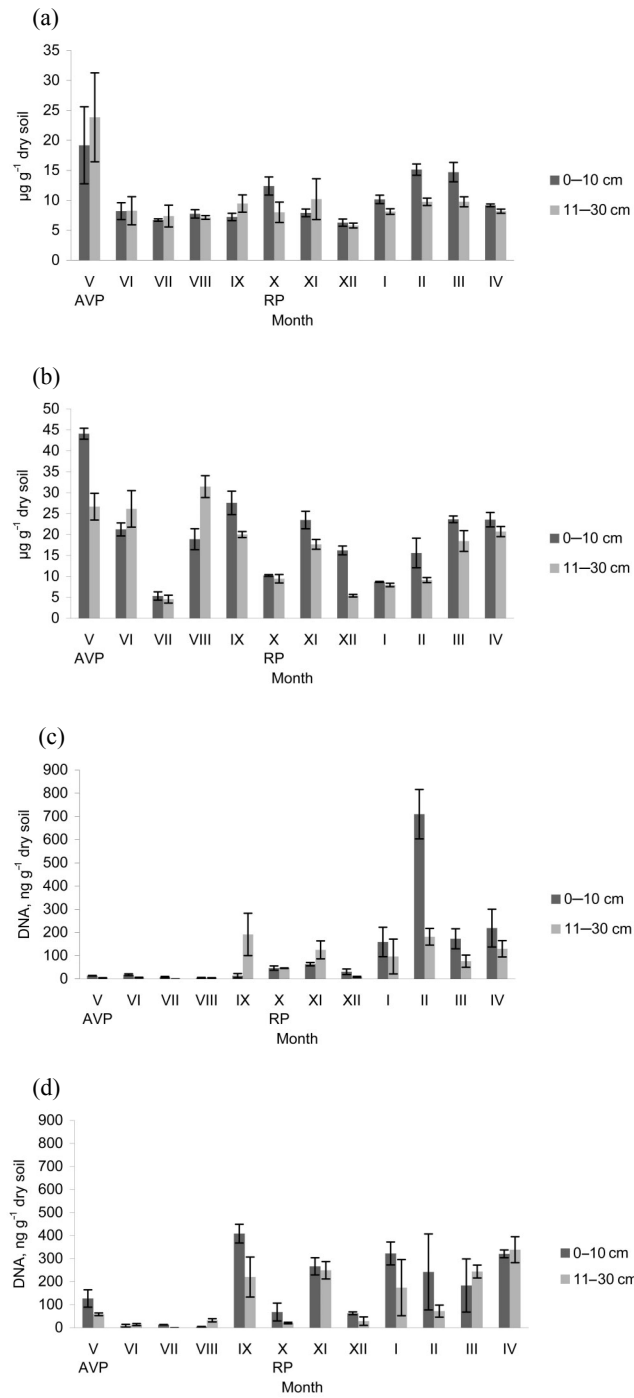 (a)
35
30
25
20
15
10
5
0
µg g⁻¹ dry soil
V VI VII VIII IX X XI XII I II III IV
AVP RP
Month
0–10 cm
11–30 cm
(b)
50
45
40
35
30
25
20
15
10
5
0
µg g⁻¹ dry soil
V VI VII VIII IX X XI XII I II III IV
AVP RP
Month
0–10 cm
11–30 cm
(c)
900
800
700
600
500
400
300
200
100
0
DNA, ng g⁻¹ dry soil
V VI VII VIII IX X XI XII I II III IV
AVP RP
Month
0–10 cm
11–30 cm
(d)
900
800
700
600
500
400
300
200
100
0
DNA, ng g⁻¹ dry soil
V VI VII VIII IX X XI XII I II III IV
AVP RP
Month
0–10 cm
11–30 cm